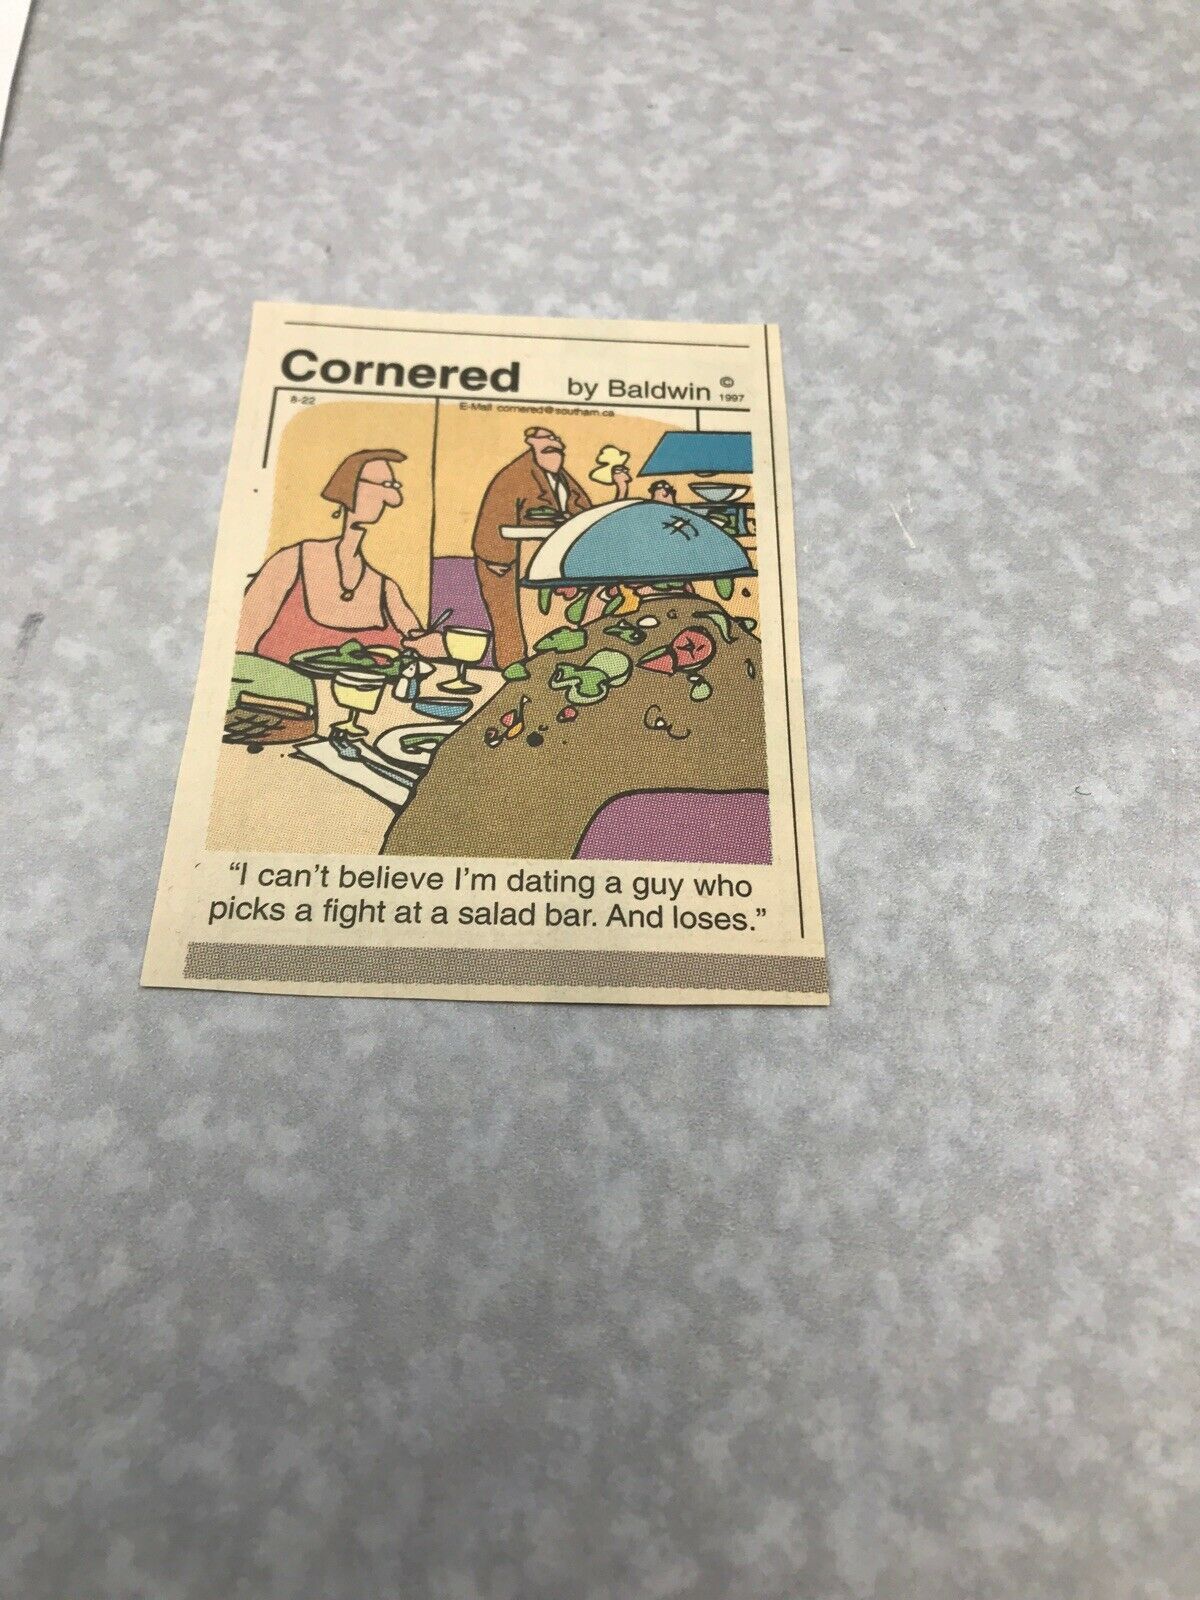 Cornered by Baldwin © 1997
8-22
E-Mail cornered@southam.ca
“I can’t believe I’m dating a guy who
picks a fight at a salad bar. And loses.”